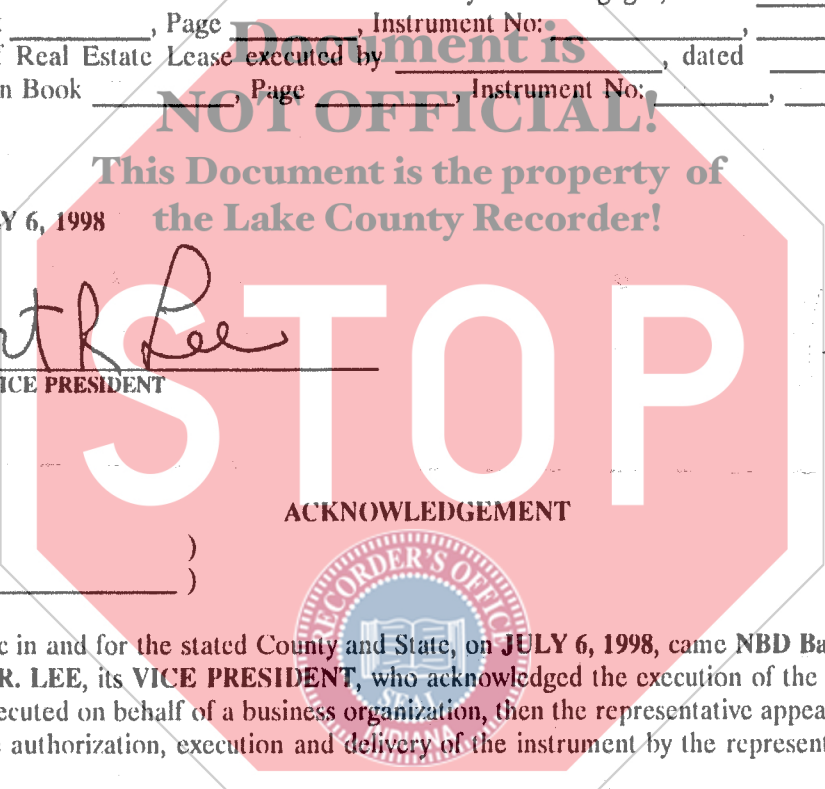 , Page , Instrument No: ,
Real Estate Lease executed by , dated
n Book , Page , Instrument No: ,
Document is
NOT OFFICIAL!
This Document is the property of
the Lake County Recorder!
Y 6, 1998
rt R Lee
ICE PRESIDENT
STOP
ACKNOWLEDGEMENT
)
)
RECORDER'S OFFICE
SEAL
INDIANA
c in and for the stated County and State, on JULY 6, 1998, came NBD Ba
R. LEE, its VICE PRESIDENT, who acknowledged the execution of the
ecuted on behalf of a business organization, then the representative appea
authorization, execution and delivery of the instrument by the represent